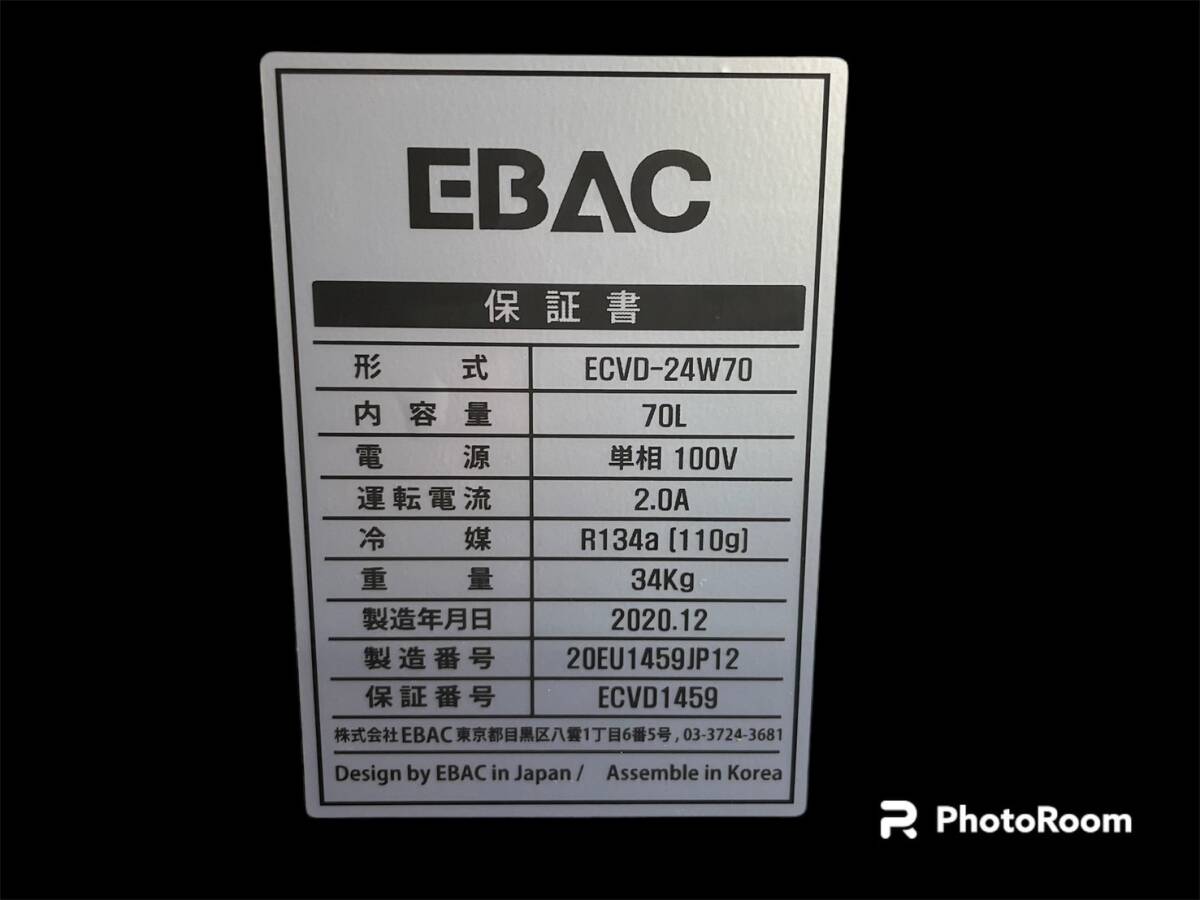 EBAC
保証書
形式 ECVD-24W70
内容量 70L
電源 単相 100V
運転電流 2.0A
冷媒 R134a (110g)
重量 34Kg
製造年月日 2020.12
製造番号 20EU1459JP12
保証番号 ECVD1459
株式会社 EBAC 東京都目黒区八雲1丁目6番5号, 03-3724-3681
Design by EBAC in Japan / Assemble in Korea
PhotoRoom